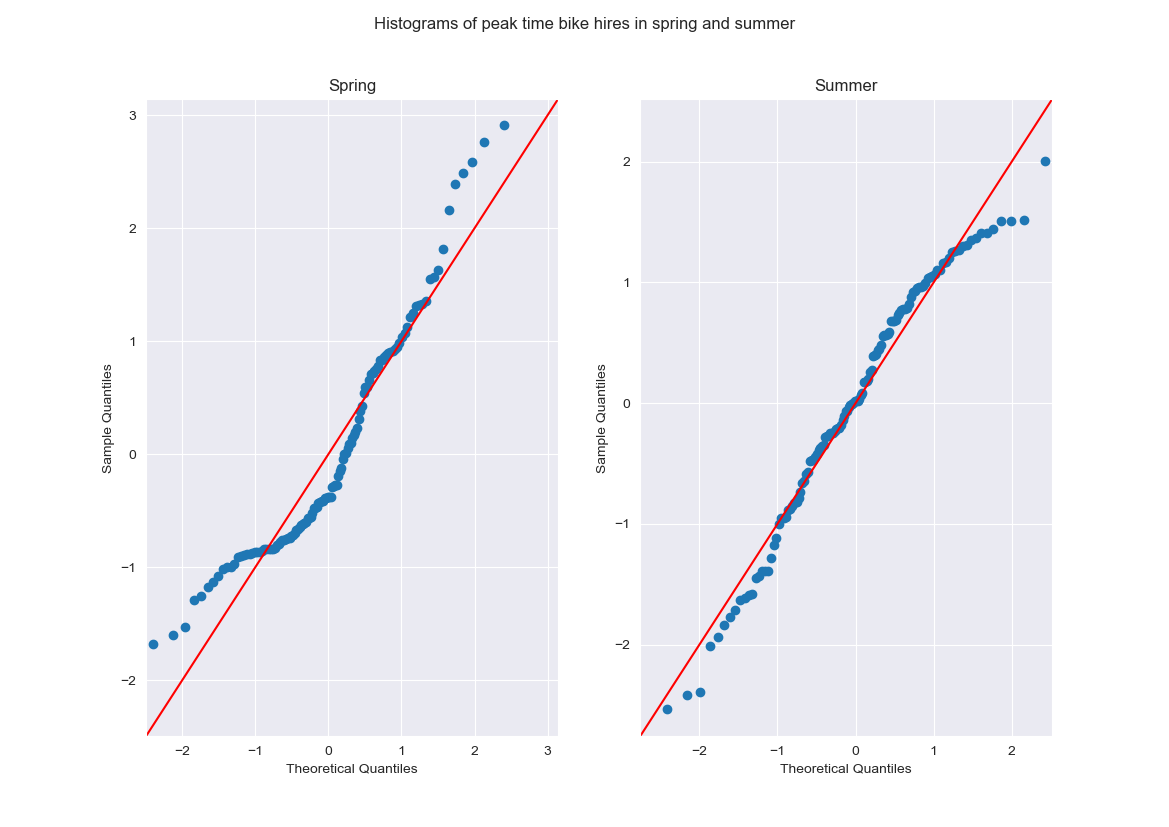 Histograms of peak time bike hires in spring and summer
Spring
Summer
3
2
1
0
−1
−2
Sample Quantiles
−2 −1 0 1 2 3
Theoretical Quantiles
2
1
0
−1
−2
Sample Quantiles
−2 −1 0 1 2
Theoretical Quantiles